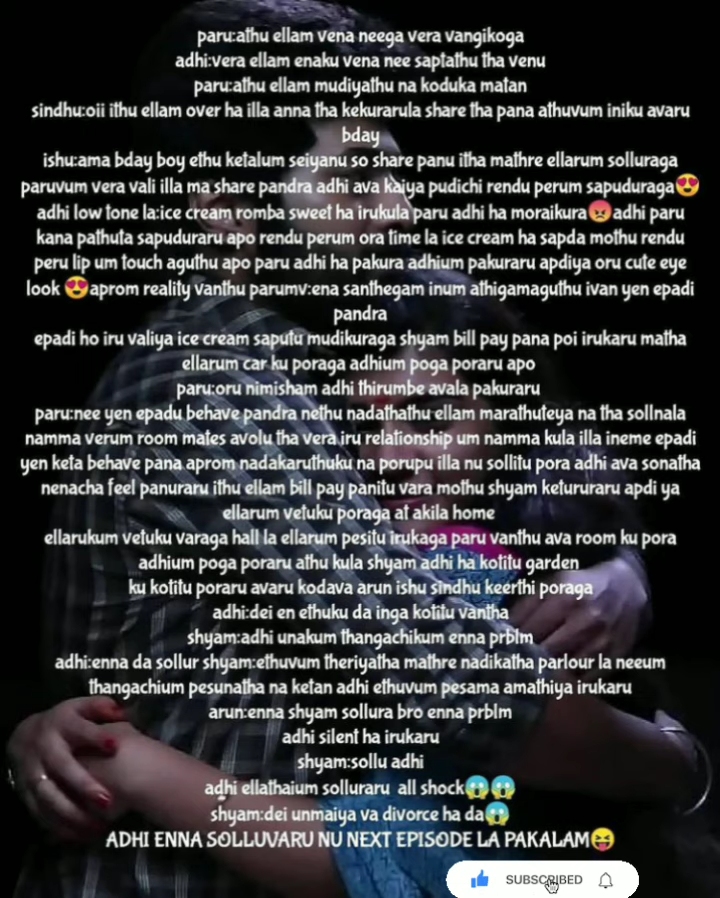 paru:athu ellam vena neega vera vangikoga
adhi:vera ellam enaku vena nee saptathu tha venu
paru:athu ellam mudiyathu na koduka matan
sindhu:oii ithu ellam over ha illa anna tha kekurarula share tha pana athuvum iniku avaru
bday
ishu:ama bday boy ethu ketalum seiyanu so share panu itha mathre ellarum solluraga
paruvum vera vali illa ma share pandra adhi ava kaiya pudichi rendu perum sapuduraga😍
adhi low tone la:ice cream romba sweet ha irukula paru adhi ha moraikura😡adhi paru
kana pathuta sapuduraru apo rendu perum ora time la ice cream ha sapda mothu rendu
peru lip um touch aguthu apo paru adhi ha pakura adhium pakuraru apdiya oru cute eye
look 😍aprom reality vanthu parumv:ena santhegam inum athigamaguthu ivan yen epadi
pandra
epadi ho iru valiya ice cream saputu mudikuraga shyam bill pay pana poi irukaru matha
ellarum car ku poraga adhium poga poraru apo
paru:oru nimisham adhi thirumbe avala pakuraru
paru:nee yen epadu behave pandra nethu nadathathu ellam marathuteya na tha sollnala
namma verum room mates avolu tha vera iru relationship um namma kula illa ineme epadi
yen keta behave pana aprom nadakaruthuku na porupu illa nu sollitu pora adhi ava sonatha
nenacha feel panuraru ithu ellam bill pay panitu vara mothu shyam ketururaru apdi ya
ellarum vetuku poraga at akila home
ellarukum vetuku varaga hall la ellarum pesitu irukaga paru vanthu ava room ku pora
adhium poga poraru athu kula shyam adhi ha kotitu garden
ku kotitu poraru avaru kodava arun ishu sindhu keerthi poraga
adhi:dei en ethuku da inga kotitu vantha
shyam:adhi unakum thangachikum enna prblm
adhi:enna da sollur shyam:ethuvum theriyatha mathre nadikatha parlour la neeum
thangachium pesunatha na ketan adhi ethuvum pesama amathiya irukaru
arun:enna shyam sollura bro enna prblm
adhi silent ha irukaru
shyam:sollu adhi
adhi ellathaium solluraru all shock😱😱
shyam:dei unmaiya va divorce ha da😱
ADHI ENNA SOLLUVARU NU NEXT EPISODE LA PAKALAM😝
SUBSCRIBED